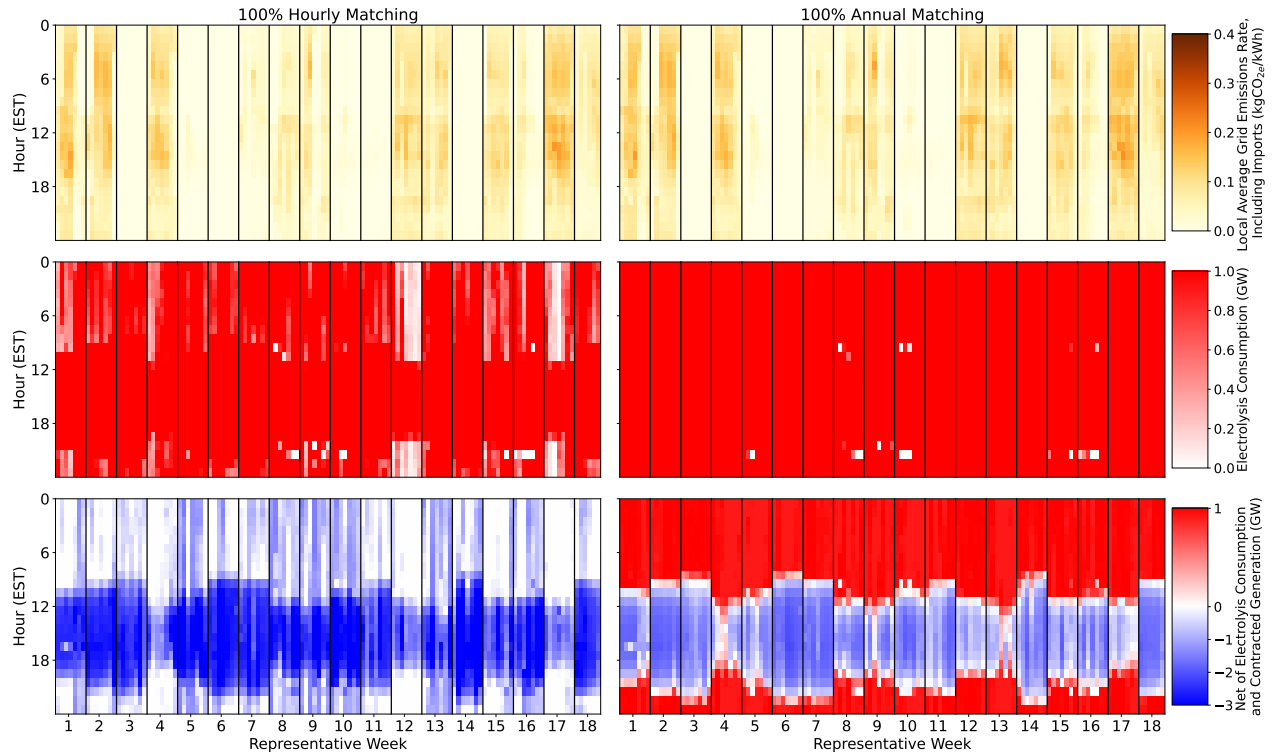 100% Hourly Matching
100% Annual Matching
0
6
12
18
Hour (EST)
0.4
0.3
0.2
0.1
0.0
Local Average Grid Emissions Rate,
Including Imports (kgCO2e/kWh)
0
6
12
18
Hour (EST)
1.0
0.8
0.6
0.4
0.2
0.0
Electrolysis Consumption (GW)
0
6
12
18
Hour (EST)
1
0
−1
−2
−3
Net of Electrolysis Consumption
and Contracted Generation (GW)
1 2 3 4 5 6 7 8 9 10 11 12 13 14 15 16 17 18
Representative Week
1 2 3 4 5 6 7 8 9 10 11 12 13 14 15 16 17 18
Representative Week